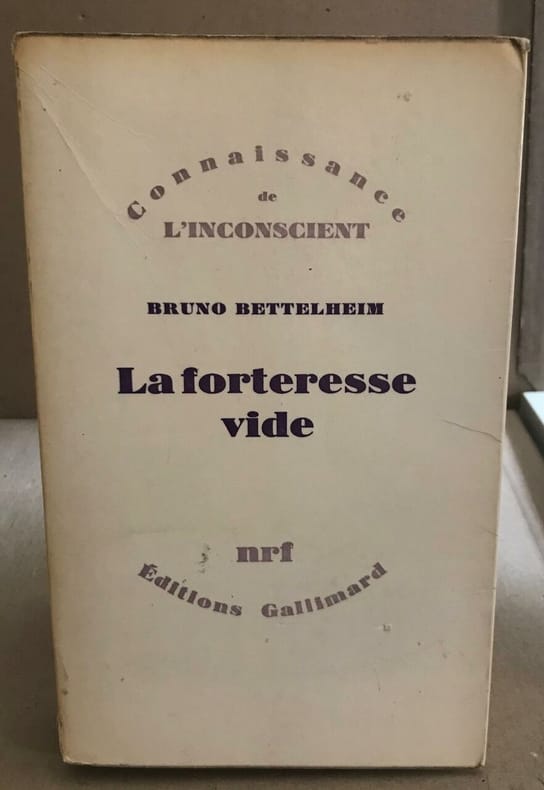 Connaissance
de
L'INCONSCIENT
BRUNO BETTELHEIM
La forteresse
vide
nrf
Éditions Gallimard